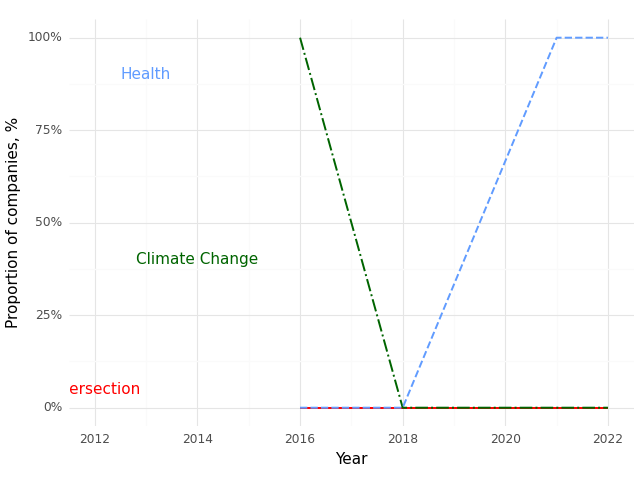 100%
Health
75%
50%
Climate Change
25%
ersection
0%
2012 2014 2016 2018 2020 2022
Year
Proportion of companies, %